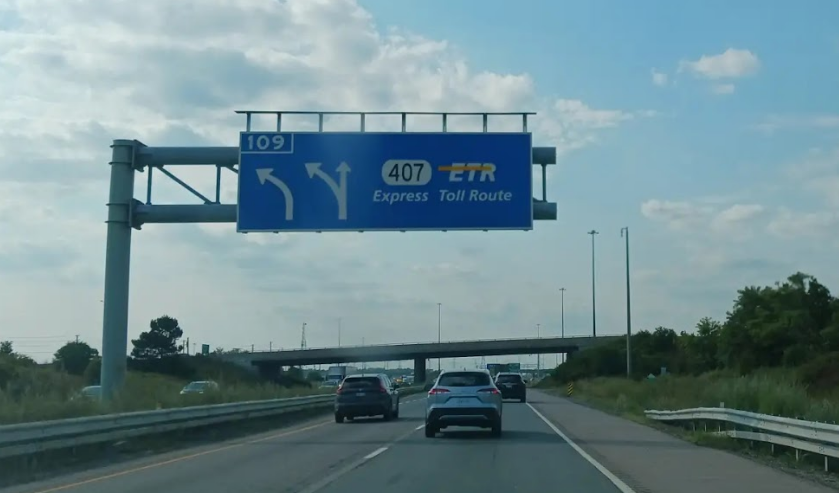 109
407 ETR
Express Toll Route